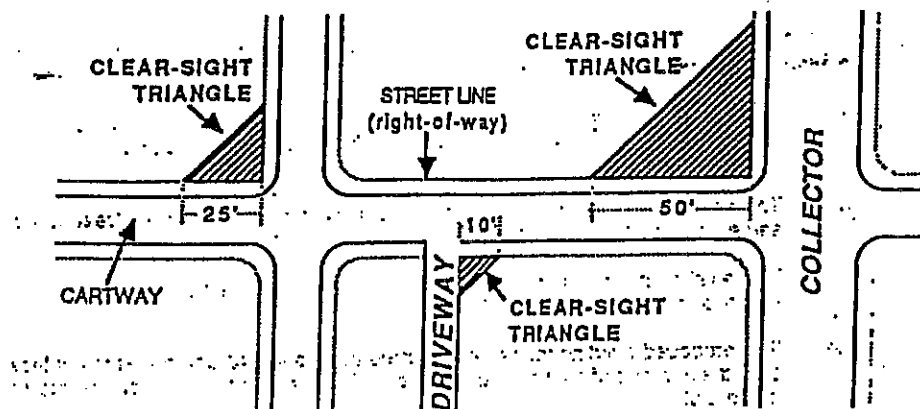 CLEAR-SIGHT
TRIANGLE
STREET LINE
(right-of-way)
CLEAR-SIGHT
TRIANGLE
25'
50'
10'
CARTWAY
DRIVEWAY
CLEAR-SIGHT
TRIANGLE
COLLECTOR